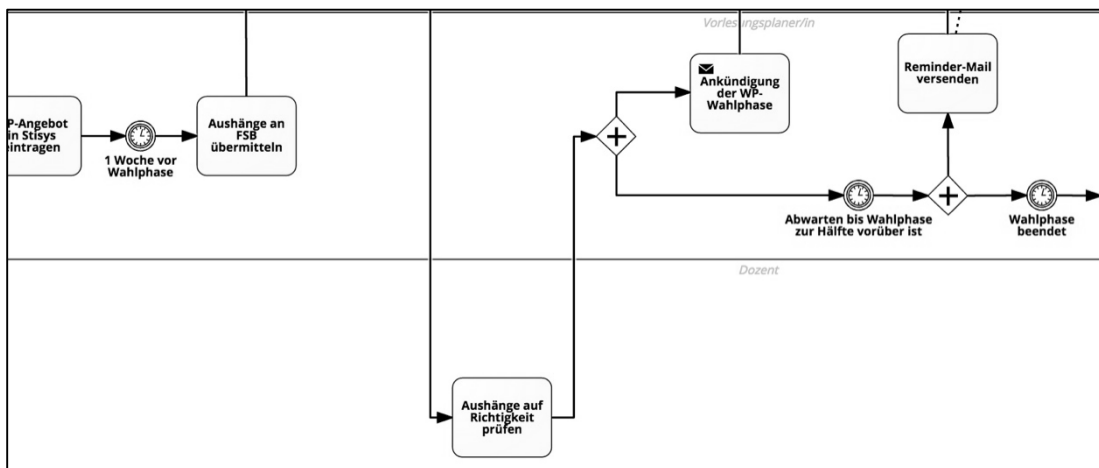 Vorlesungsplaner/in
P-Angebot
in Stisys
eintragen
1 Woche vor
Wahlphase
Aushänge an
FSB
übermitteln
Ankündigung
der WP-
Wahlphase
Reminder-Mail
versenden
Abwarten bis Wahlphase
zur Hälfte vorüber ist
Wahlphase
beendet
Dozent
Aushänge auf
Richtigkeit
prüfen